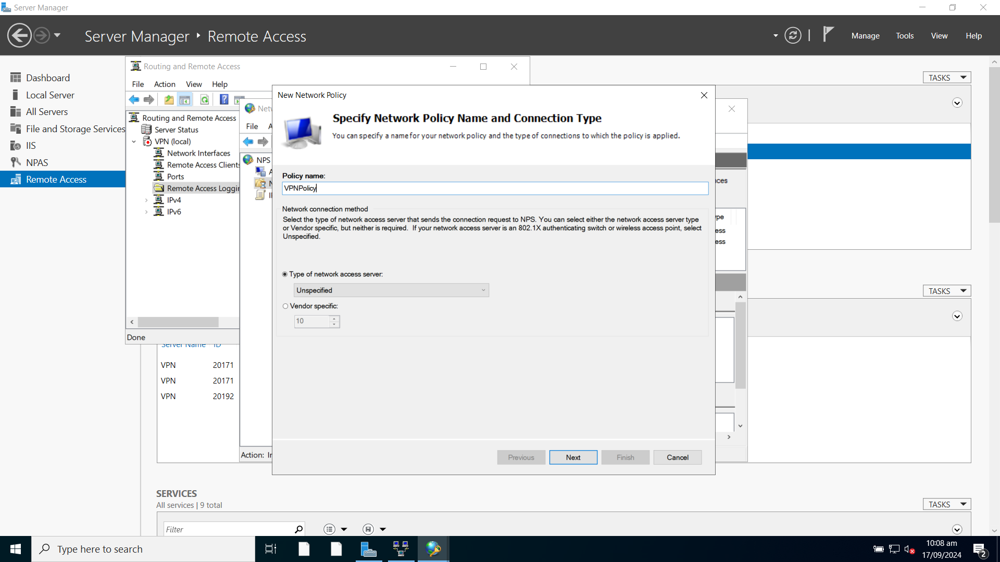 Server Manager
Server Manager ‣ Remote Access
Manage
Tools
View
Help
Dashboard
Local Server
All Servers
File and Storage Services
IIS
NPAS
Remote Access
Routing and Remote Access
File
Action
View
Help
Routing and Remote Access
Server Status
VPN (local)
Network Interfaces
Remote Access Clients
Ports
Remote Access Loggin
IPv4
IPv6
Done
File
NPS
Action: In
New Network Policy
Specify Network Policy Name and Connection Type
You can specify a name for your network policy and the type of connections to which the policy is applied.
Policy name:
VPNPolicy
Network connection method
Select the type of network access server that sends the connection request to NPS. You can select either the network access server type
or Vendor specific, but neither is required.  If your network access server is an 802.1X authenticating switch or wireless access point, select
Unspecified.
Type of network access server:
Unspecified
Vendor specific:
10
Previous
Next
Finish
Cancel
TASKS
TASKS
Server Name
ID
VPN 20171
VPN 20171
VPN 20192
SERVICES
All services | 9 total
TASKS
Filter
Type here to search
10:08 am
17/09/2024
2